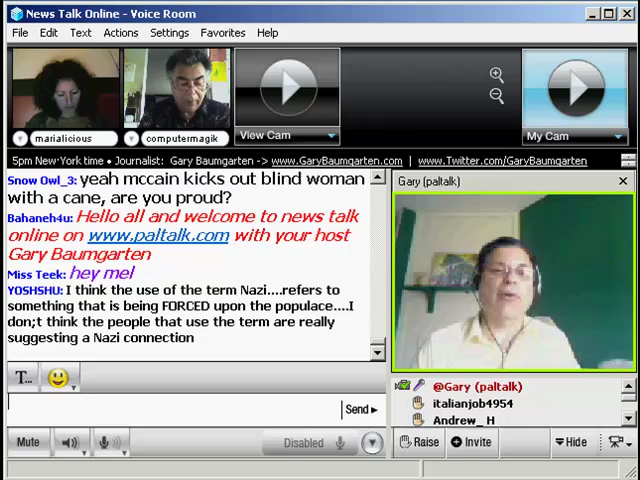 News Talk Online - Voice Room
File Edit Text Actions Settings Favorites Help
marialicious
computermagik
View Cam
My Cam
5pm New-York time • Journalist: Gary Baumgarten -> www.GaryBaumgarten.com | www.Twitter.com/GaryBaumgarten
Snow Owl_3: yeah mccain kicks out blind woman
with a cane, are you proud?
Bahaneh4u: Hello all and welcome to news talk
online on www.paltalk.com with your host
Gary Baumgarten
Miss Teek: hey mel
YOSHSHU: I think the use of the term Nazi....refers to
something that is being FORCED upon the populace....I
don;t think the people that use the term are really
suggesting a Nazi connection
T...
Send
Mute
Disabled
Gary (paltalk)
@Gary (paltalk)
italianjob4954
Andrew_ H
Raise
Invite
Hide